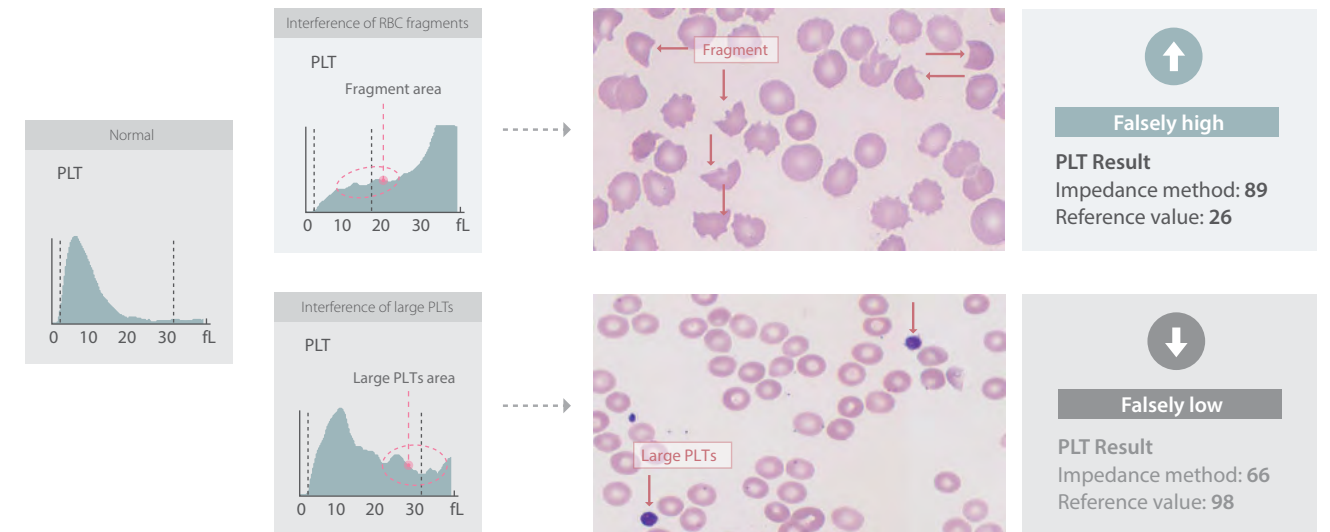 Normal
PLT
0 10 20 30 fL
Interference of RBC fragments
PLT
Fragment area
0 10 20 30 fL
Fragment
Falsely high
PLT Result
Impedance method: 89
Reference value: 26
Interference of large PLTs
PLT
Large PLTs area
0 10 20 30 fL
Large PLTs
Falsely low
PLT Result
Impedance method: 66
Reference value: 98